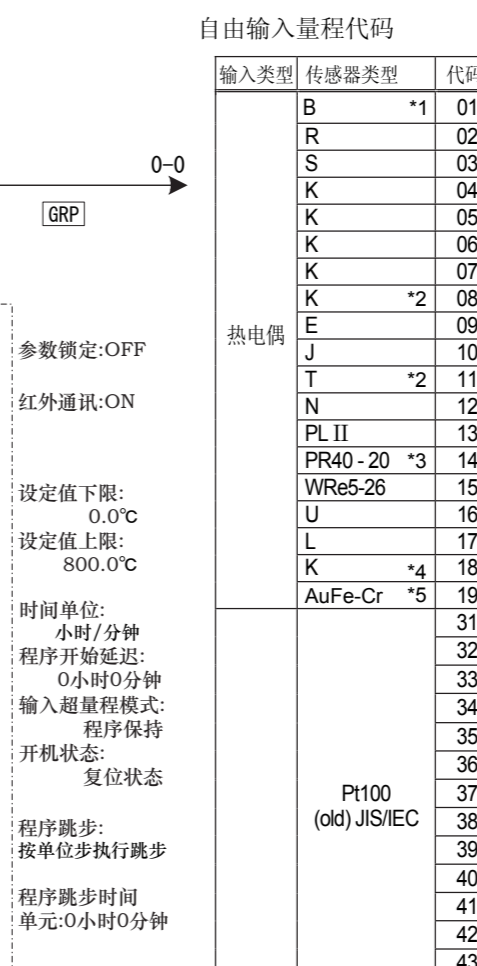 自由输入量程代码
输入类型 传感器类型 代码
B *1 01
R 02
S 03
K 04
K 05
K 06
K 07
K *2 08
热电偶
E 09
J 10
T *2 11
N 12
PL II 13
PR40 - 20 *3 14
WRe5-26 15
U 16
L 17
K *4 18
AuFe-Cr *5 19
31
32
33
34
35
36
Pt100 37
(old) JIS/IEC 38
39
40
41
42
43
0-0
GRP
参数锁定:OFF
红外通讯:ON
设定值下限:
0.0℃
设定值上限:
800.0℃
时间单位:
小时/分钟
程序开始延迟:
0小时0分钟
输入超量程模式:
程序保持
开机状态:
复位状态
程序跳步:
按单位步执行跳步
程序跳步时间
单元:0小时0分钟